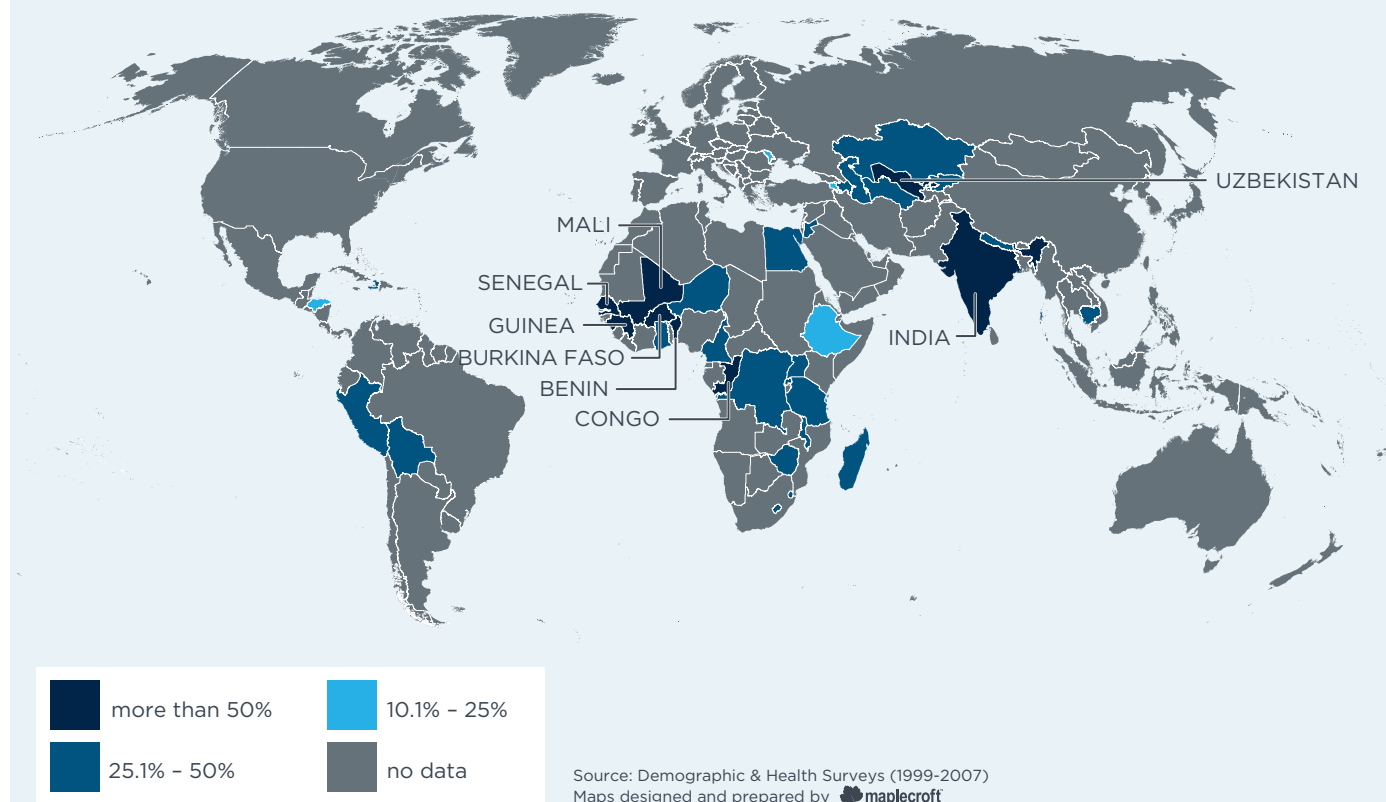 UZBEKISTAN
MALI
SENEGAL
GUINEA
INDIA
BURKINA FASO
BENIN
CONGO
more than 50%
10.1% – 25%
25.1% – 50%
no data
Source: Demographic & Health Surveys (1999-2007)
Maps designed and prepared by maplecroft